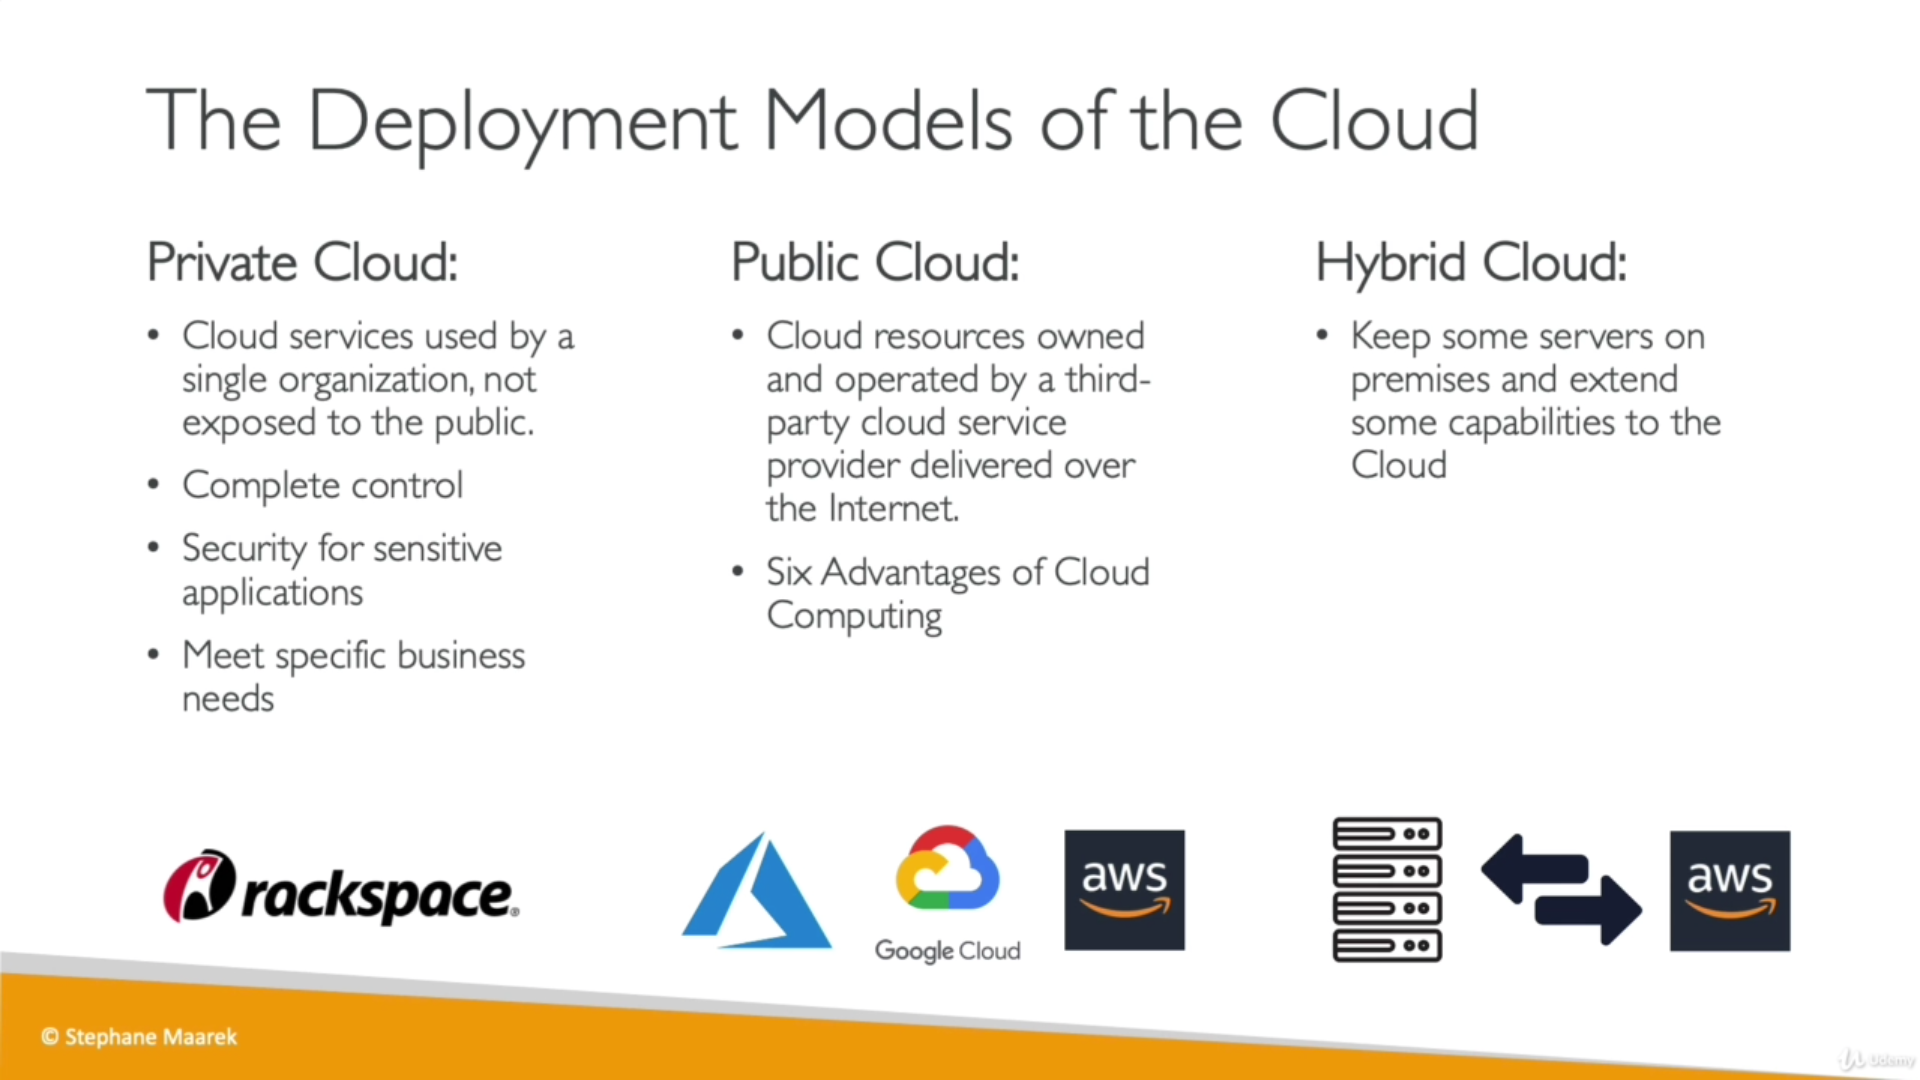 The Deployment Models of the Cloud
Private Cloud:
• Cloud services used by a
single organization, not
exposed to the public.
• Complete control
• Security for sensitive
applications
• Meet specific business
needs
rackspace®
Public Cloud:
• Cloud resources owned
and operated by a third-
party cloud service
provider delivered over
the Internet.
• Six Advantages of Cloud
Computing
Google Cloud
aws
Hybrid Cloud:
• Keep some servers on
premises and extend
some capabilities to the
Cloud
aws
© Stephane Maarek
Udemy